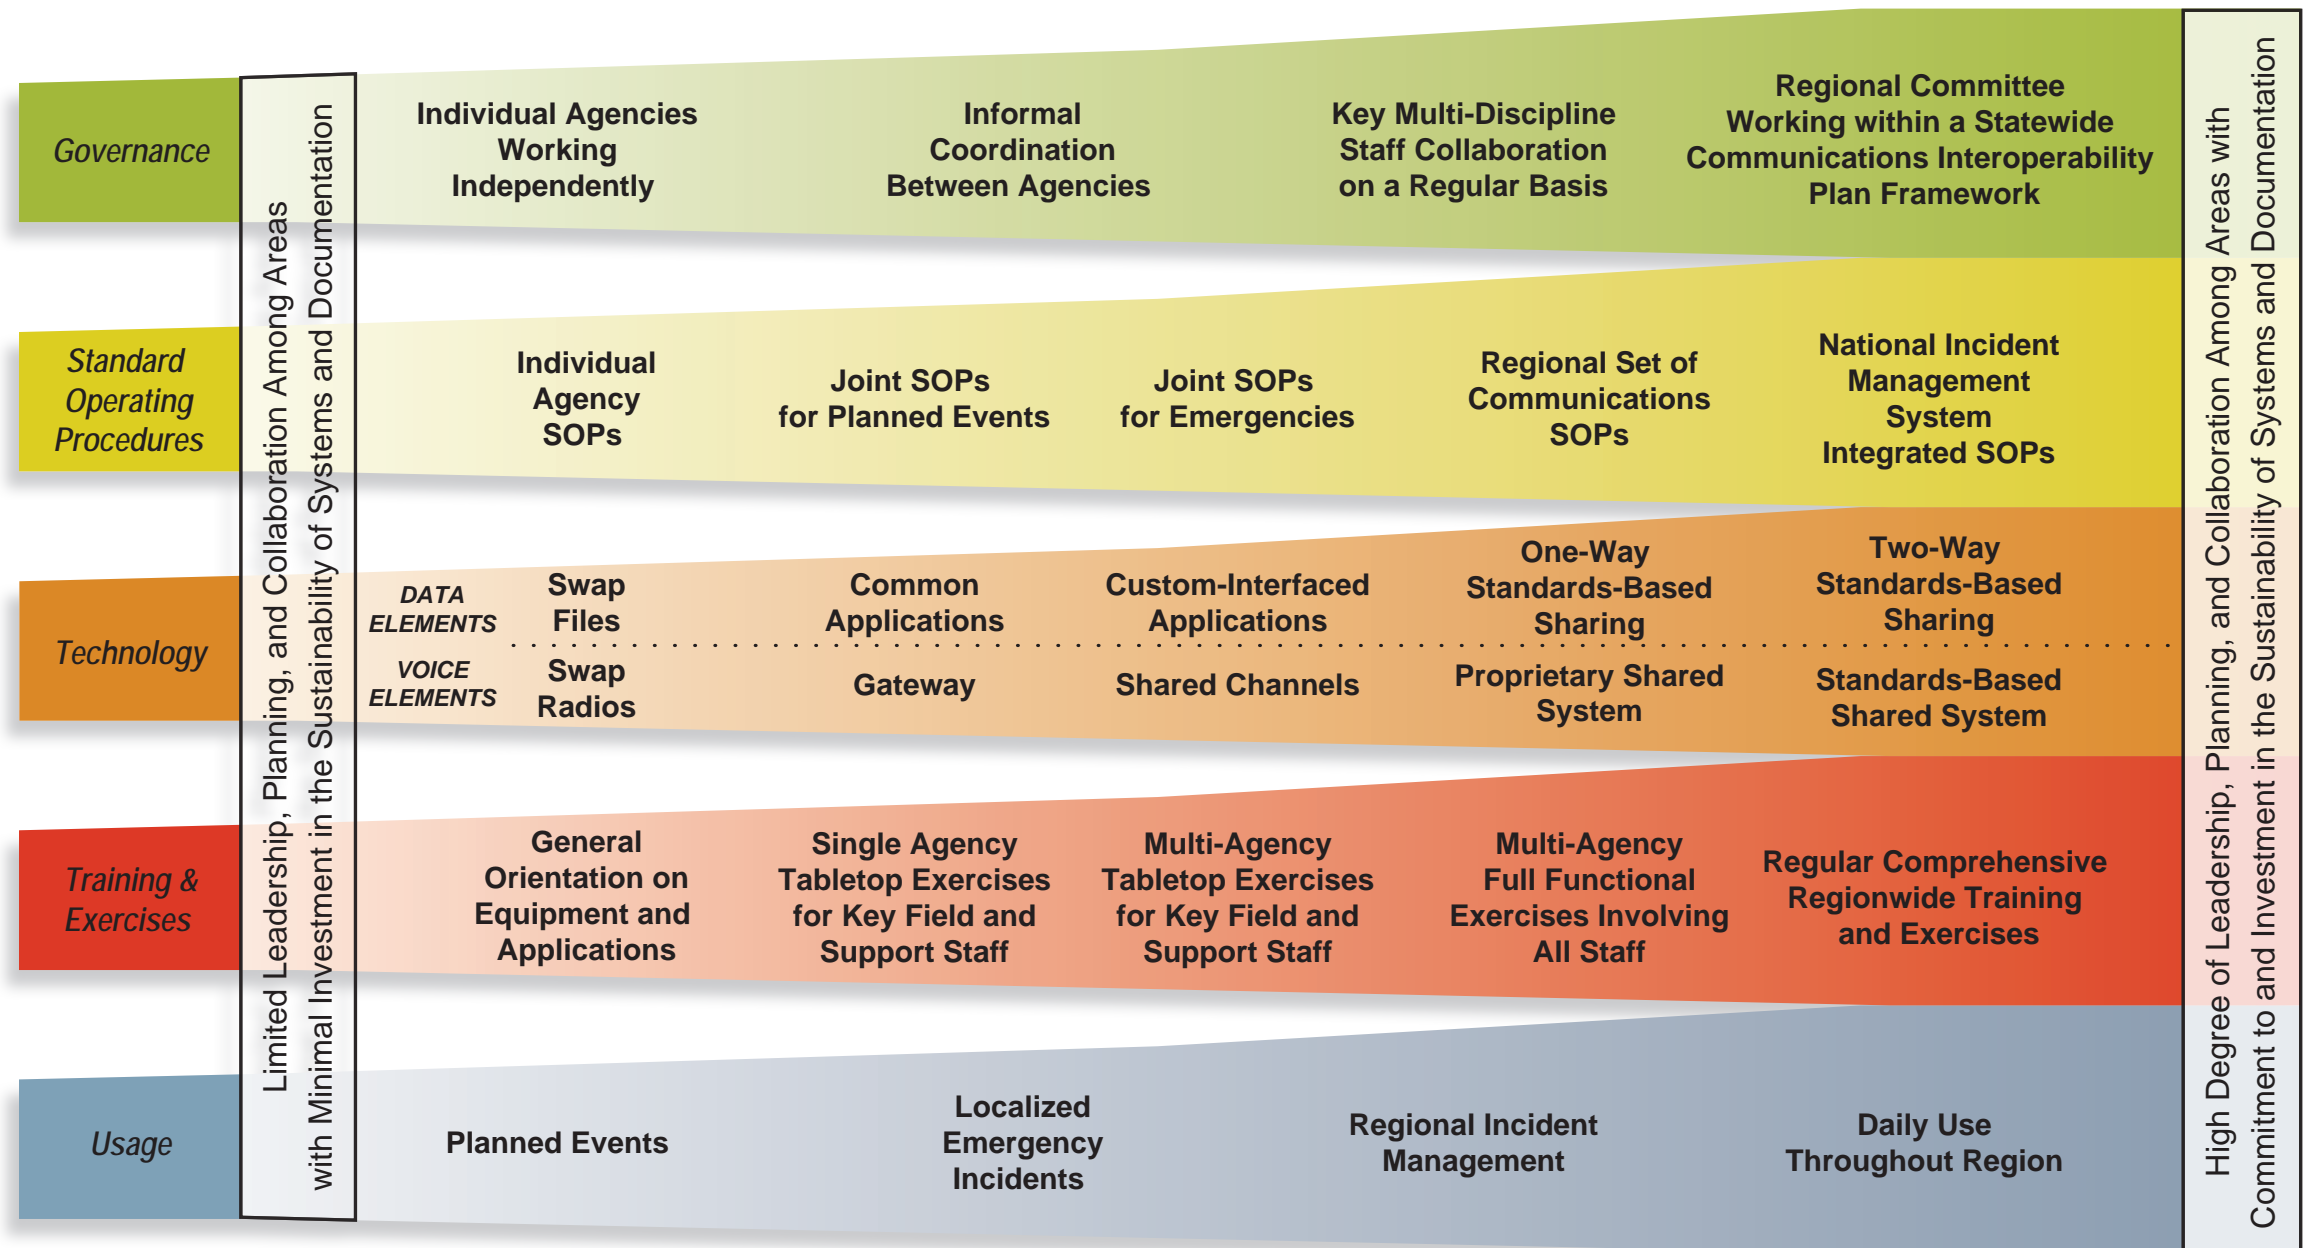 Governance
Limited Leadership, Planning, and Collaboration Among Areas
with Minimal Investment in the Sustainability of Systems and Documentation
Individual Agencies
Working
Independently
Informal
Coordination
Between Agencies
Key Multi-Discipline
Staff Collaboration
on a Regular Basis
Regional Committee
Working within a Statewide
Communications Interoperability
Plan Framework
High Degree of Leadership, Planning, and Collaboration Among Areas with
Commitment to and Investment in the Sustainability of Systems and Documentation
Standard
Operating
Procedures
Individual
Agency
SOPs
Joint SOPs
for Planned Events
Joint SOPs
for Emergencies
Regional Set of
Communications
SOPs
National Incident
Management
System
Integrated SOPs
Technology
DATA
ELEMENTS
Swap
Files
Common
Applications
Custom-Interfaced
Applications
One-Way
Standards-Based
Sharing
Two-Way
Standards-Based
Sharing
VOICE
ELEMENTS
Swap
Radios
Gateway
Shared Channels
Proprietary Shared
System
Standards-Based
Shared System
Training &
Exercises
General
Orientation on
Equipment and
Applications
Single Agency
Tabletop Exercises
for Key Field and
Support Staff
Multi-Agency
Tabletop Exercises
for Key Field and
Support Staff
Multi-Agency
Full Functional
Exercises Involving
All Staff
Regular Comprehensive
Regionwide Training
and Exercises
Usage
Planned Events
Localized
Emergency
Incidents
Regional Incident
Management
Daily Use
Throughout Region